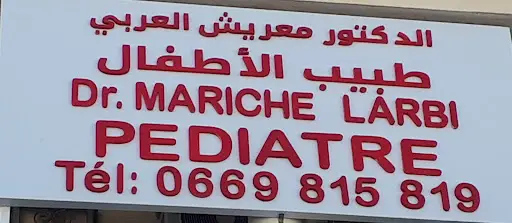 الدكتور معريش العربي
طبيب الأطفال
Dr. MARICHE LARBI
PEDIATRE
Tél: 0669 815 819